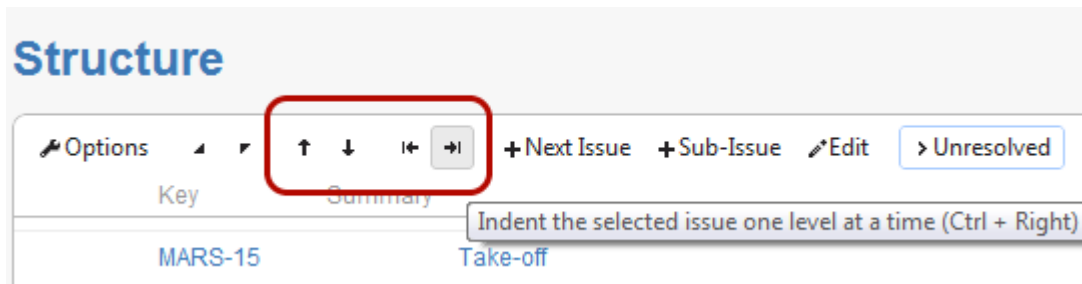 Structure
Options +Next Issue +Sub-Issue Edit > Unresolved
Key Summary
Indent the selected issue one level at a time (Ctrl + Right)
MARS-15 Take-off